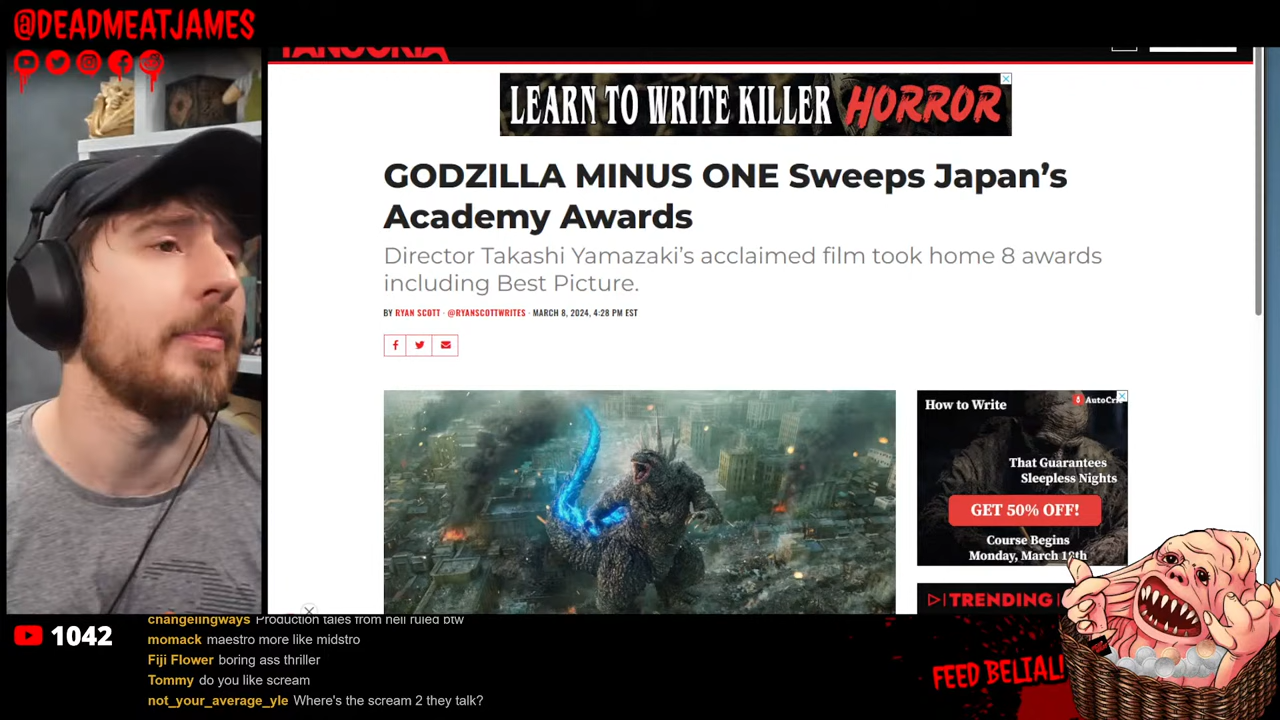 @DEADMEATJAMES
FANGORIA
LEARN TO WRITE KILLER HORROR
GODZILLA MINUS ONE Sweeps Japan’s
Academy Awards
Director Takashi Yamazaki’s acclaimed film took home 8 awards
including Best Picture.
BY RYAN SCOTT · @RYANSCOTTWRITES · MARCH 8, 2024, 4:28 PM EST
How to Write
That Guarantees
Sleepless Nights
GET 50% OFF!
Course Begins
Monday, March
TRENDING
1042
changelingways Production tales from hell ruled btw
momack maestro more like midstro
Fiji Flower boring ass thriller
Tommy do you like scream
not_your_average_yle Where's the scream 2 they talk?
FEED BELIAL!